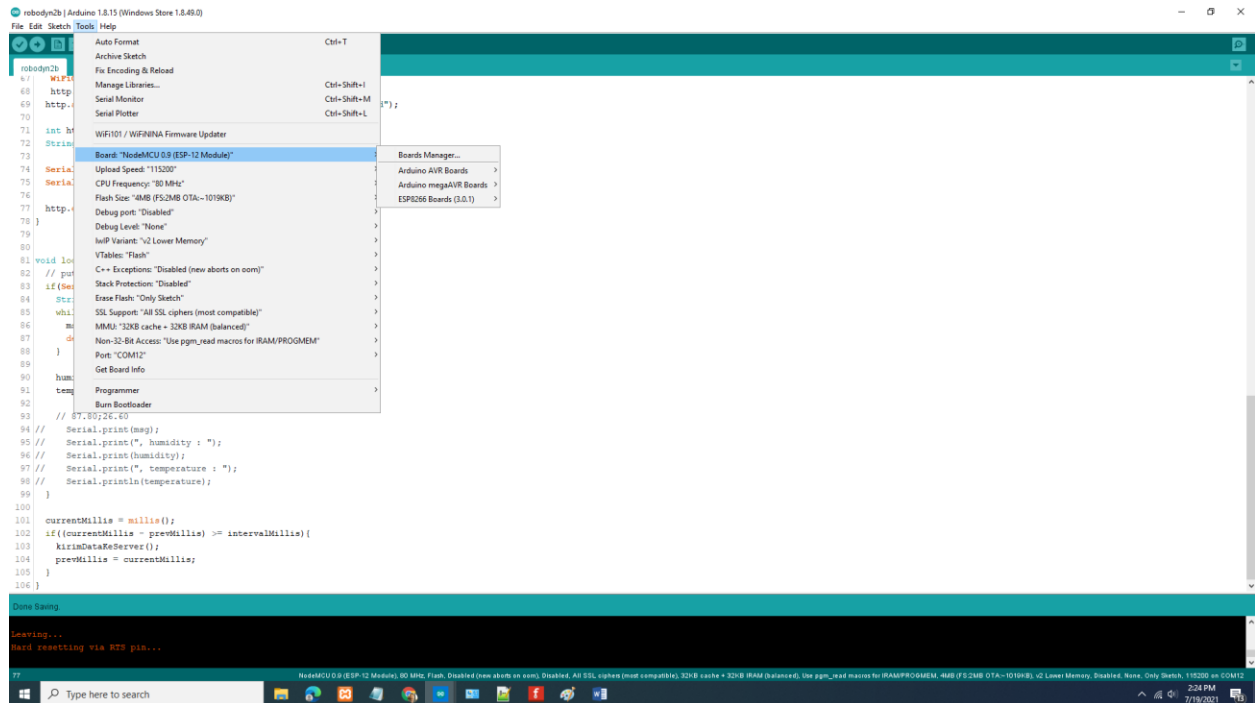 robodyn2b | Arduino 1.8.15 (Windows Store 1.8.49.0)
File Edit Sketch Tools Help
robodyn2b
Auto Format Ctrl+T
Archive Sketch
Fix Encoding & Reload
Manage Libraries... Ctrl+Shift+I
Serial Monitor Ctrl+Shift+M
Serial Plotter Ctrl+Shift+L
WiFi101 / WiFiNINA Firmware Updater
Board: "NodeMCU 0.9 (ESP-12 Module)"
Upload Speed: "115200"
CPU Frequency: "80 MHz"
Flash Size: "4MB (FS:2MB OTA:~1019KB)"
Debug port: "Disabled"
Debug Level: "None"
lwIP Variant: "v2 Lower Memory"
VTables: "Flash"
C++ Exceptions: "Disabled (new aborts on oom)"
Stack Protection: "Disabled"
Erase Flash: "Only Sketch"
SSL Support: "All SSL ciphers (most compatible)"
MMU: "32KB cache + 32KB IRAM (balanced)"
Non-32-Bit Access: "Use pgm_read macros for IRAM/PROGMEM"
Port: "COM12"
Get Board Info
Programmer
Burn Bootloader
Boards Manager...
Arduino AVR Boards
Arduino megaAVR Boards
ESP8266 Boards (3.0.1)
67
68 http
69 http. ");
70
71 int ht
72 Strin
73
74 Serial
75 Serial
76
77 http.
78 }
79
80
81 void loo
82 // put
83 if(Se
84 Str
85 whi
86 m
87 de
88 }
89
90 hum
91 temp
92
93 // 87.80;26.60
94 // Serial.print(msg);
95 // Serial.print(", humidity : ");
96 // Serial.print(humidity);
97 // Serial.print(", temperature : ");
98 // Serial.println(temperature);
99 }
100
101 currentMillis = millis();
102 if((currentMillis - prevMillis) >= intervalMillis){
103 kirimDataKeServer();
104 prevMillis = currentMillis;
105 }
106 }
Done Saving.
Leaving...
Hard resetting via RTS pin...
77 NodeMCU 0.9 (ESP-12 Module), 80 MHz, Flash, Disabled (new aborts on oom), Disabled, All SSL ciphers (most compatible), 32KB cache + 32KB IRAM (balanced), Use pgm_read macros for IRAM/PROGMEM, 4MB (FS:2MB OTA:~1019KB), v2 Lower Memory, Disabled, None, Only Sketch, 115200 on COM12
Type here to search
2:24 PM
7/19/2021